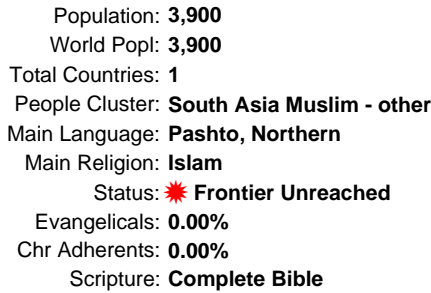 Population: 3,900
World Popl: 3,900
Total Countries: 1
People Cluster: South Asia Muslim - other
Main Language: Pashto, Northern
Main Religion: Islam
Status: Frontier Unreached
Evangelicals: 0.00%
Chr Adherents: 0.00%
Scripture: Complete Bible